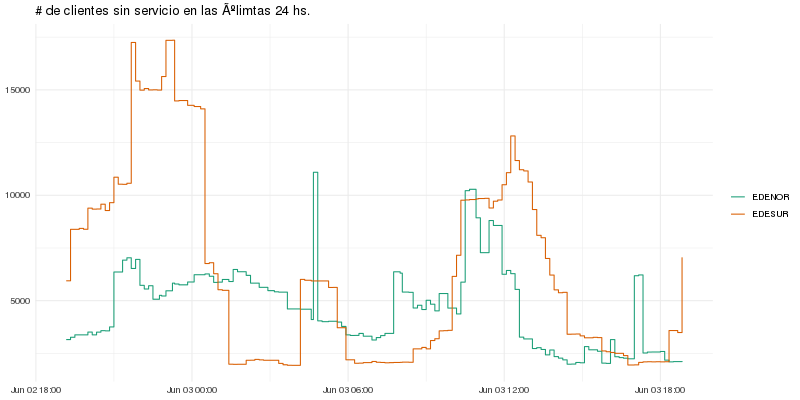 # de clientes sin servicio en las Ãºlimtas 24 hs.
15000
10000
5000
Jun 02 18:00
Jun 03 00:00
Jun 03 06:00
Jun 03 12:00
Jun 03 18:00
EDENOR
EDESUR